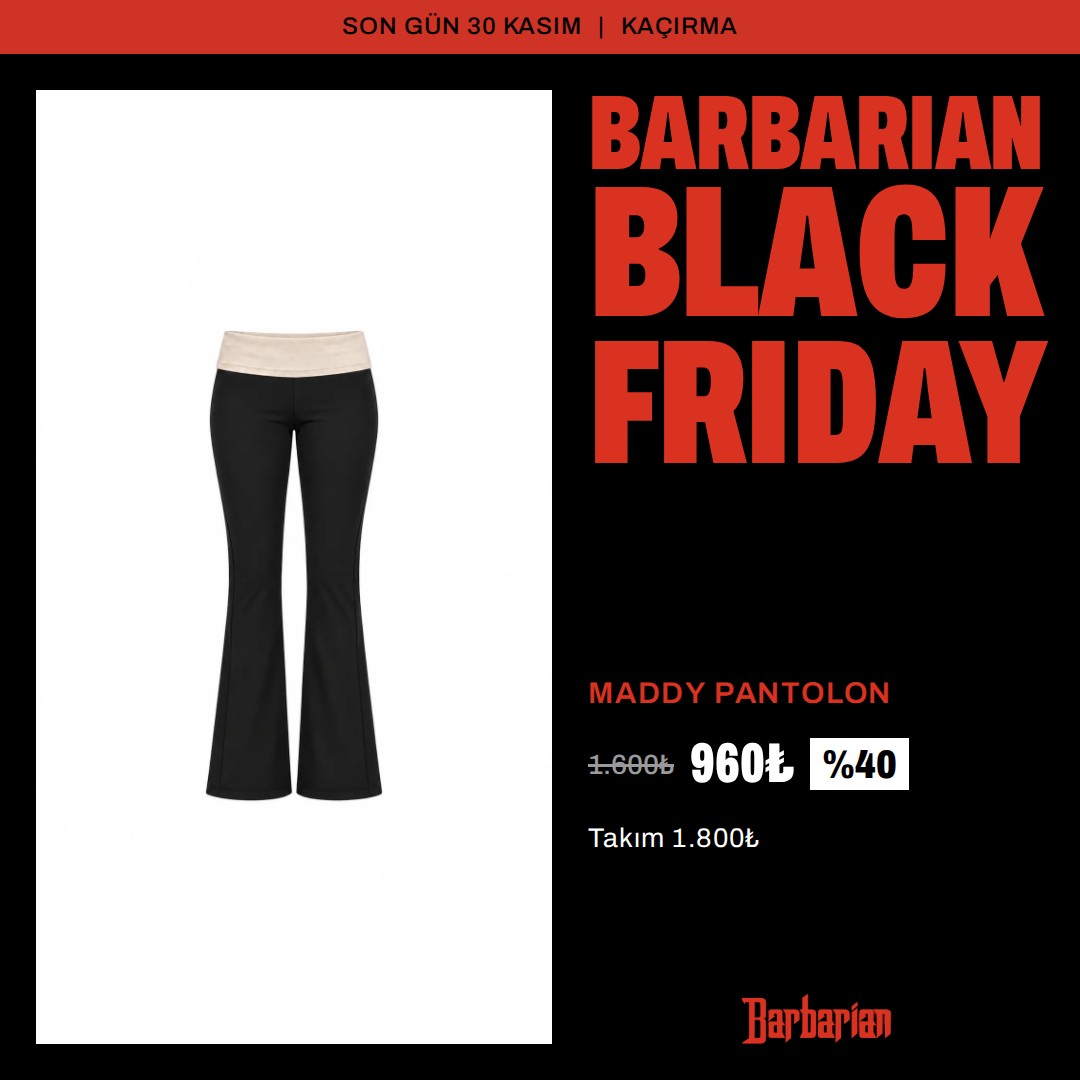 SON GÜN 30 KASIM | KAÇIRMA
BARBARIAN
BLACK
FRIDAY
MADDY PANTOLON
1.600₺ 960₺ %40
Takım 1.800₺
Barbarian